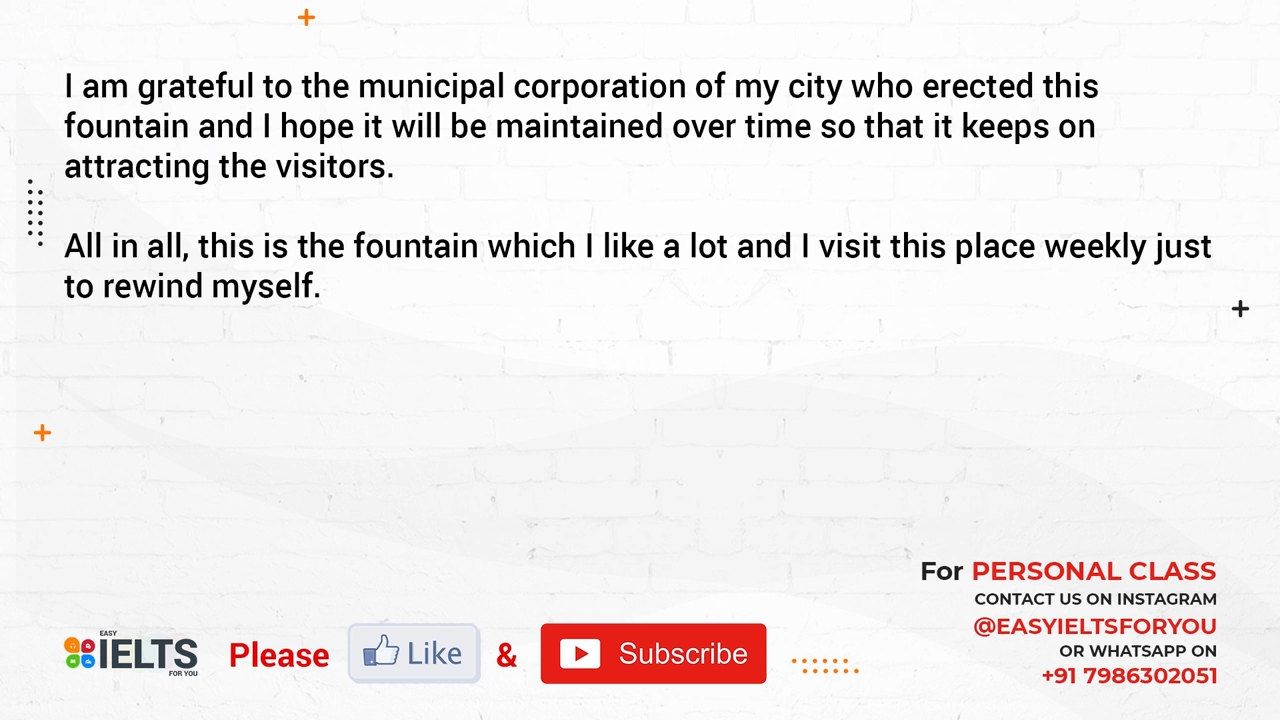 I am grateful to the municipal corporation of my city who erected this
fountain and I hope it will be maintained over time so that it keeps on
attracting the visitors.
All in all, this is the fountain which I like a lot and I visit this place weekly just
to rewind myself.
For PERSONAL CLASS
CONTACT US ON INSTAGRAM
@EASYIELTSFORYOU
OR WHATSAPP ON
+91 7986302051
EASY
IELTS
FOR YOU
Please Like & Subscribe